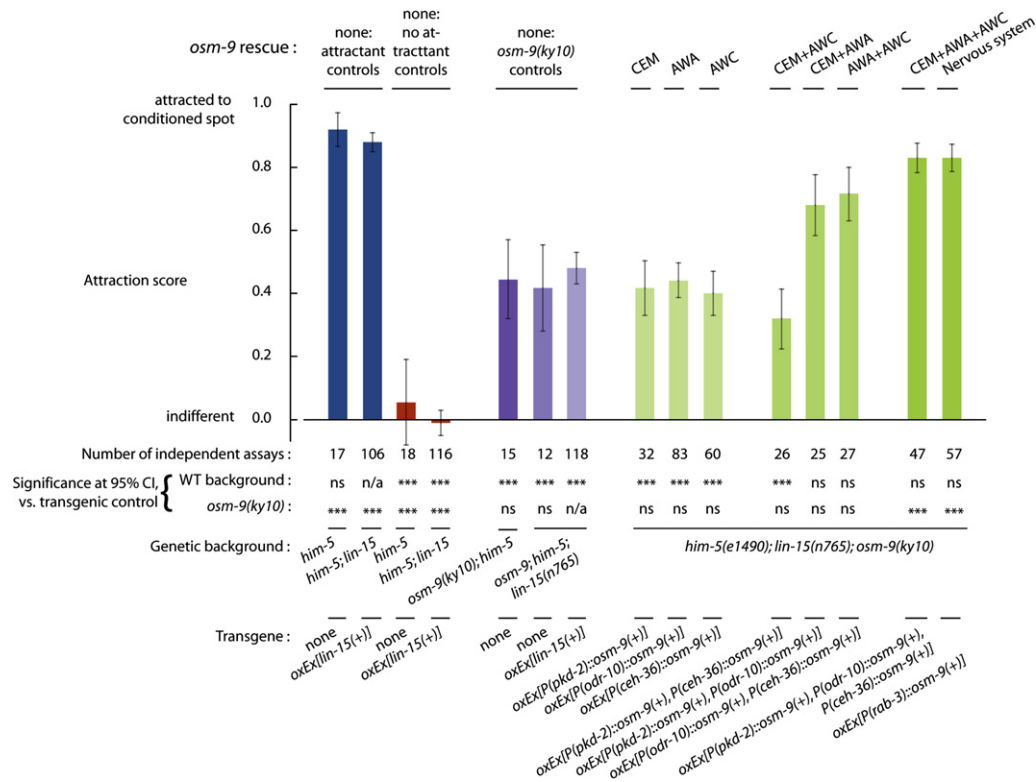 osm-9 rescue :
none:
attractant
controls
none:
no at-
tracttant
controls
none:
osm-9(ky10)
controls
CEM
AWA
AWC
CEM+AWC
CEM+AWA
AWA+AWC
CEM+AWA+AWC
Nervous system
attracted to
conditioned spot
1.0
0.8
0.6
Attraction score
0.4
0.2
indifferent
0.0
Number of independent assays :
17 106 18 116 15 12 118 32 83 60 26 25 27 47 57
Significance at 95% CI,
vs. transgenic control
{
WT background :
ns n/a *** *** *** *** *** *** *** *** *** ns ns ns ns
osm-9(ky10) :
*** *** *** *** ns ns n/a ns ns ns ns ns ns *** ***
Genetic background :
him-5
him-5; lin-15
him-5
him-5; lin-15
osm-9(ky10); him-5
osm-9; him-5;
lin-15(n765)
him-5(e1490); lin-15(n765); osm-9(ky10)
Transgene :
none
oxEx[lin-15(+)]
none
oxEx[lin-15(+)]
none
none
oxEx[lin-15(+)]
oxEx[P(pkd-2)::osm-9(+)]
oxEx[P(odr-10)::osm-9(+)]
oxEx[P(ceh-36)::osm-9(+)]
oxEx[P(pkd-2)::osm-9(+), P(ceh-36)::osm-9(+)]
oxEx[P(pkd-2)::osm-9(+), P(odr-10)::osm-9(+)]
oxEx[P(odr-10)::osm-9(+), P(ceh-36)::osm-9(+)]
oxEx[P(pkd-2)::osm-9(+), P(odr-10)::osm-9(+),
P(ceh-36)::osm-9(+)]
oxEx[P(rab-3)::osm-9(+)]